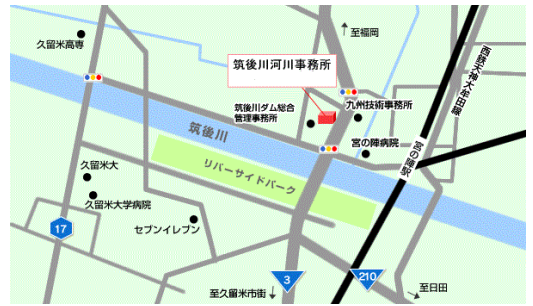 至福岡
久留米高専
筑後川河川事務所
西鉄天神大牟田線
筑後川ダム総合
管理事務所
九州技術事務所
筑後川
宮の陣病院
宮の陣駅
リバーサイドパーク
久留米大
久留米大学病院
セブンイレブン
17
3
210
至久留米市街
至日田